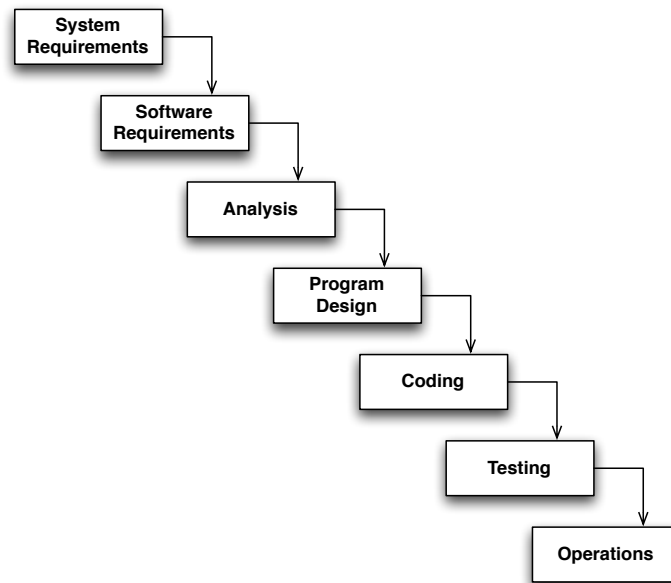 System
Requirements
Software
Requirements
Analysis
Program
Design
Coding
Testing
Operations